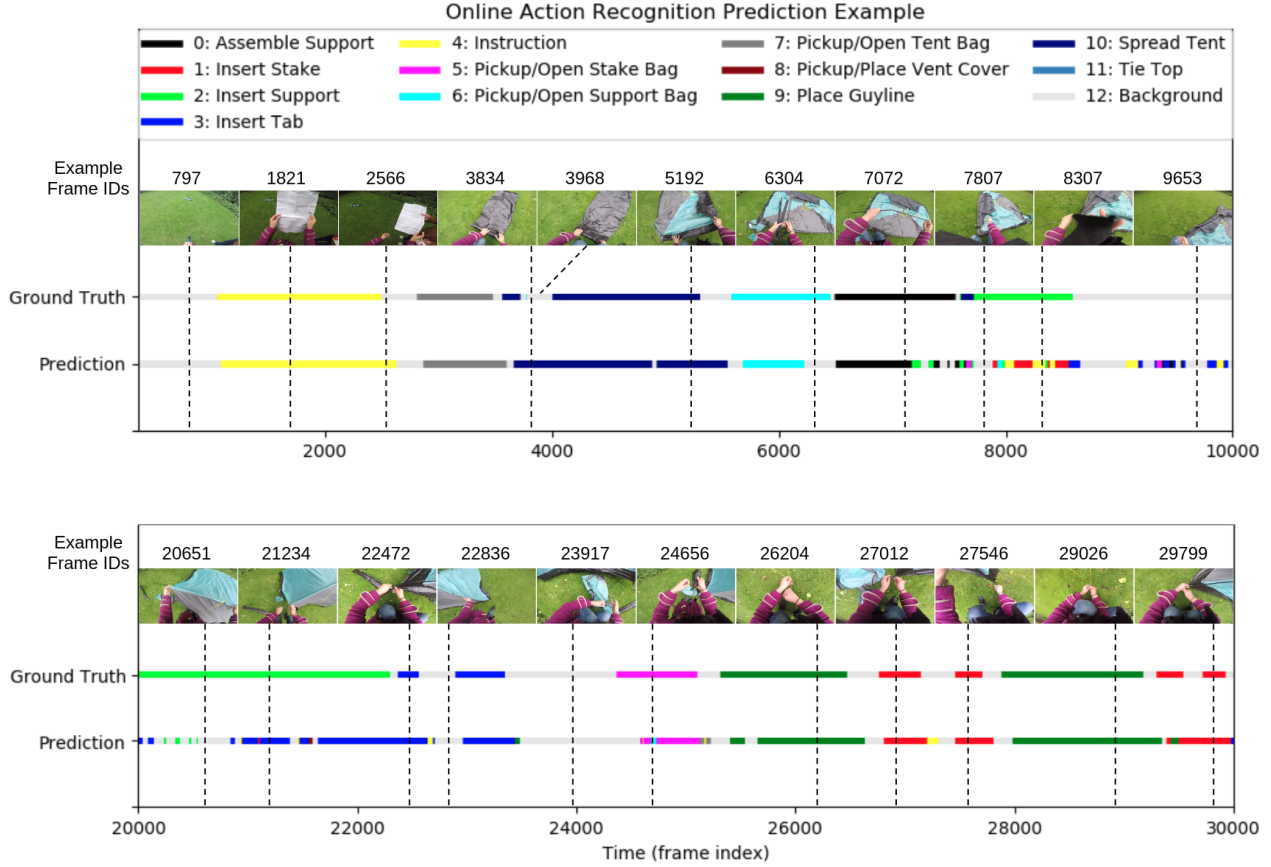 Online Action Recognition Prediction Example
0: Assemble Support
4: Instruction
7: Pickup/Open Tent Bag
10: Spread Tent
1: Insert Stake
5: Pickup/Open Stake Bag
8: Pickup/Place Vent Cover
11: Tie Top
2: Insert Support
6: Pickup/Open Support Bag
9: Place Guyline
12: Background
3: Insert Tab
Example
Frame IDs
797 1821 2566 3834 3968 5192 6304 7072 7807 8307 9653
Ground Truth
Prediction
2000 4000 6000 8000 10000
Example
Frame IDs
20651 21234 22472 22836 23917 24656 26204 27012 27546 29026 29799
Ground Truth
Prediction
20000 22000 24000 26000 28000 30000
Time (frame index)